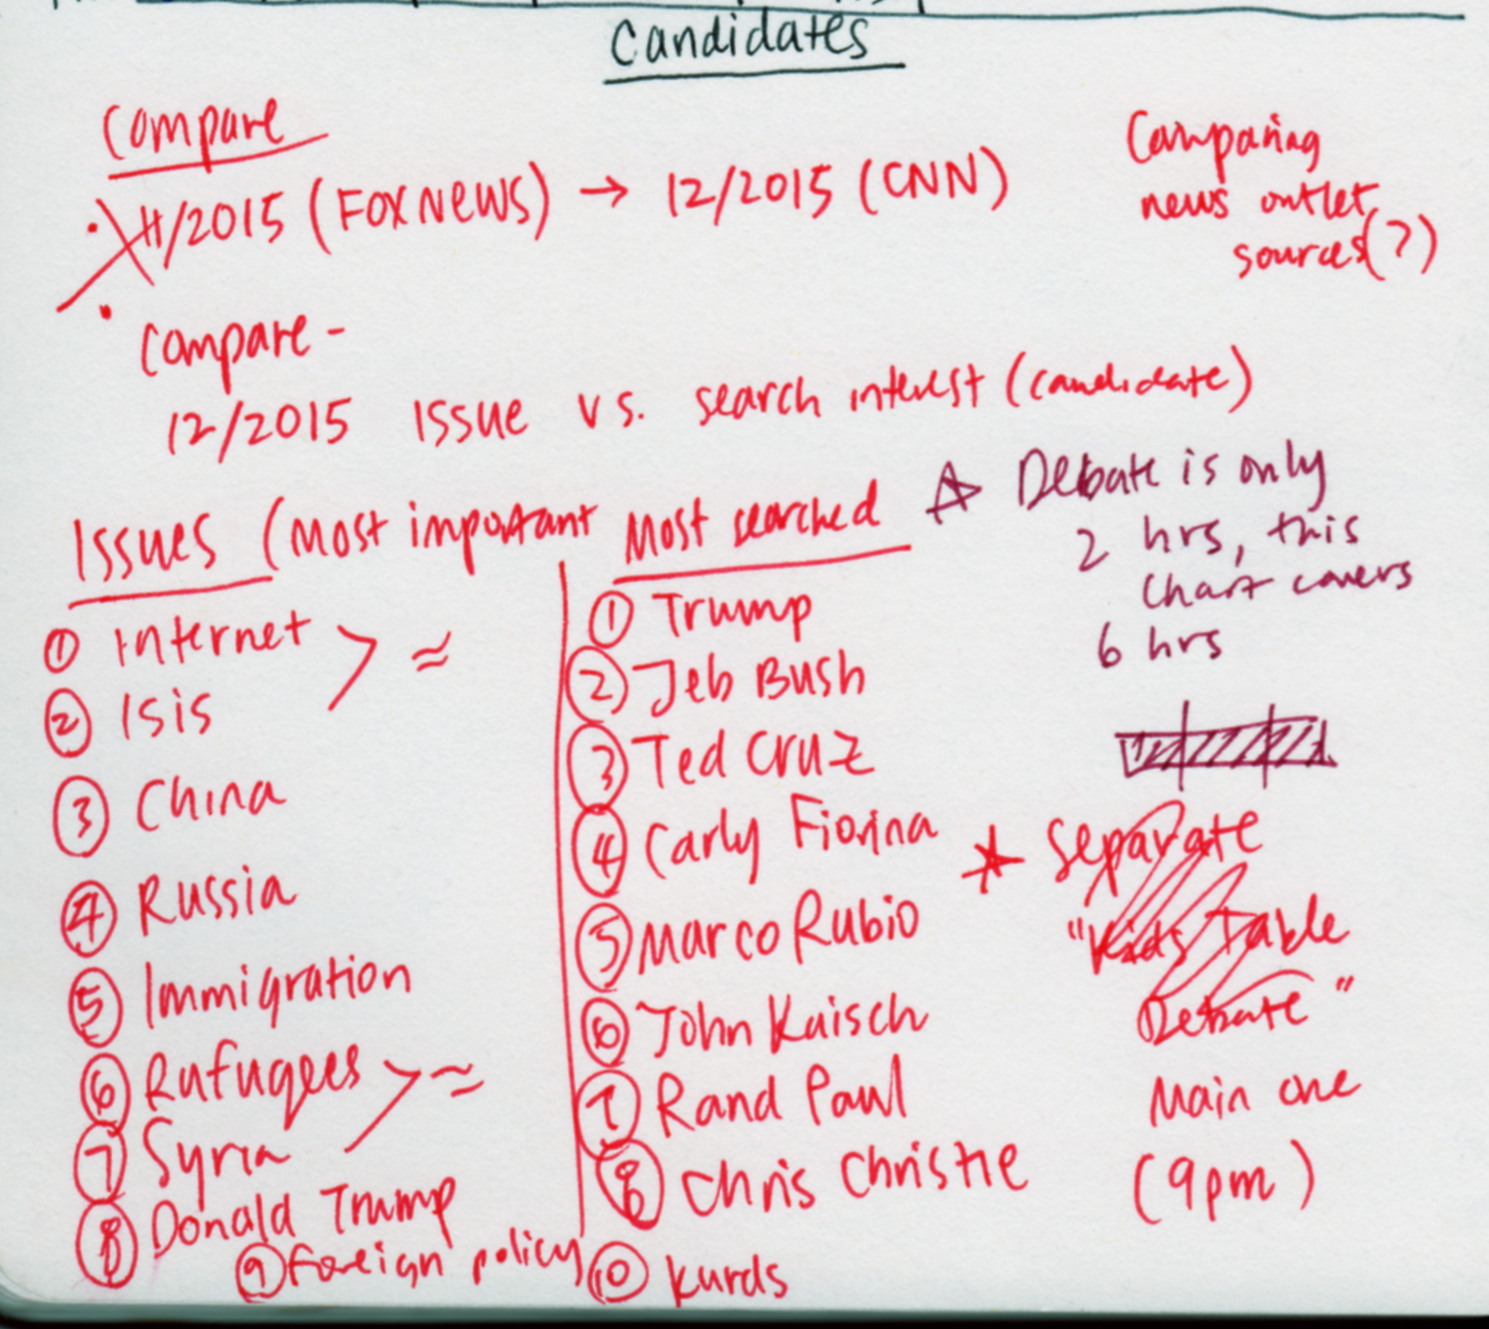 Candidates
Compare
11/2015 (FOX NEWS) → 12/2015 (CNN)
Comparing
news outlet
sources(?)
Compare -
12/2015 Issue vs. search interest (candidate)
Issues (Most important
① Internet
② Isis
③ China
④ Russia
⑤ Immigration
⑥ Rufugees
⑦ Syria
⑧ Donald Trump
⑨ Foreign policy
⑩ Kurds
Most searched
① Trump
② Jeb Bush
③ Ted Cruz
④ Carly Fiorina
⑤ Marco Rubio
⑥ John Kaisch
⑦ Rand Paul
⑧ Chris Christie
☆ Debate is only
2 hrs, this
Chart covers
6 hrs
★ Separate
"Kids Table
Debate"
Main one
(9pm)